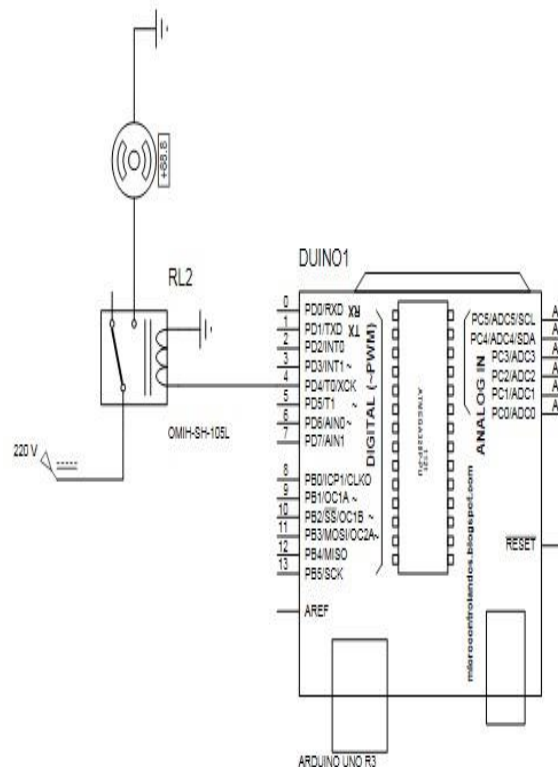 +88.8
RL2
OMIH-SH-105L
220 V
DUINO1
0 PD0/RXD RX
1 PD1/TXD TX
2 PD2/INT0
3 PD3/INT1 ~
4 PD4/T0/XCK
5 PD5/T1 ~
6 PD6/AIN0 ~
7 PD7/AIN1
8 PB0/ICP1/CLKO
9 PB1/OC1A ~
10 PB2/SS/OC1B ~
11 PB3/MOSI/OC2A ~
12 PB4/MISO
13 PB5/SCK
AREF
DIGITAL (~PWM)
ATMEGA328P-PU
1121
ANALOG IN
PC5/ADC5/SCL A
PC4/ADC4/SDA A
PC3/ADC3 A
PC2/ADC2 A
PC1/ADC1 A
PC0/ADC0 A
RESET
microcontrolandos.blogspot.com
ARDUINO UNO R3